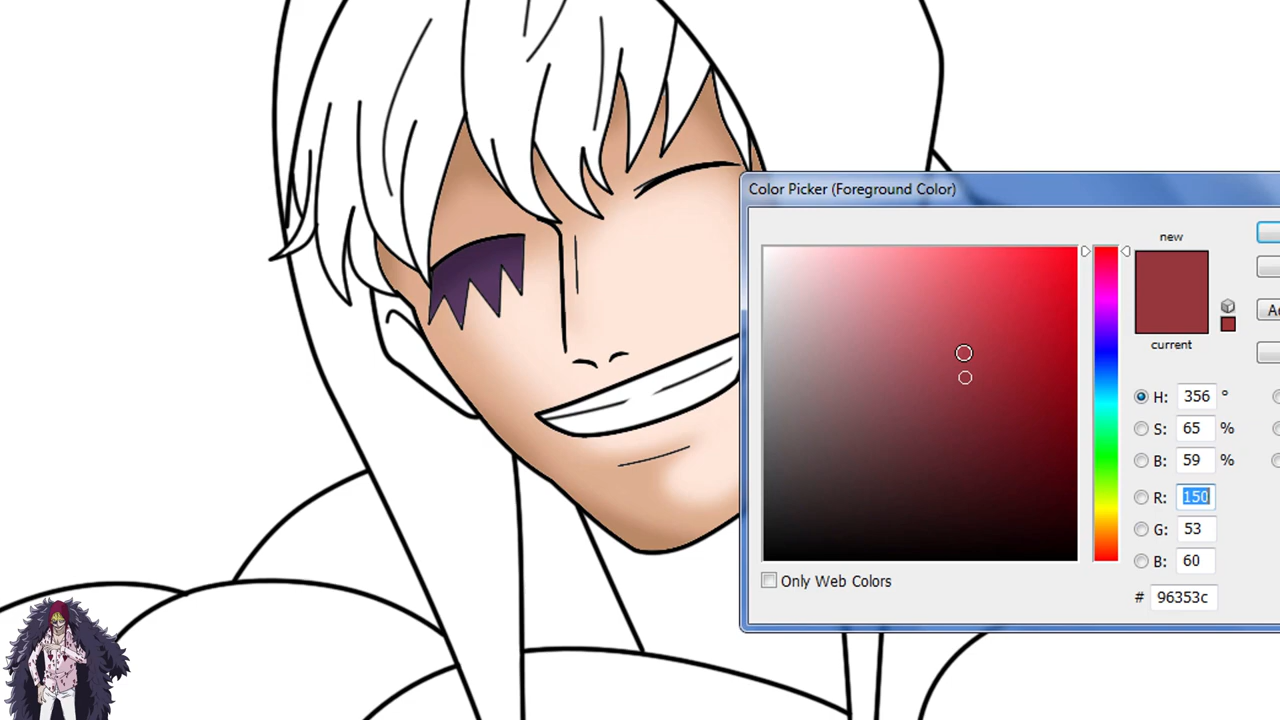 Color Picker (Foreground Color)
new
current
H: 356 °
S: 65 %
B: 59 %
R: 150
G: 53
B: 60
# 96353c
Only Web Colors